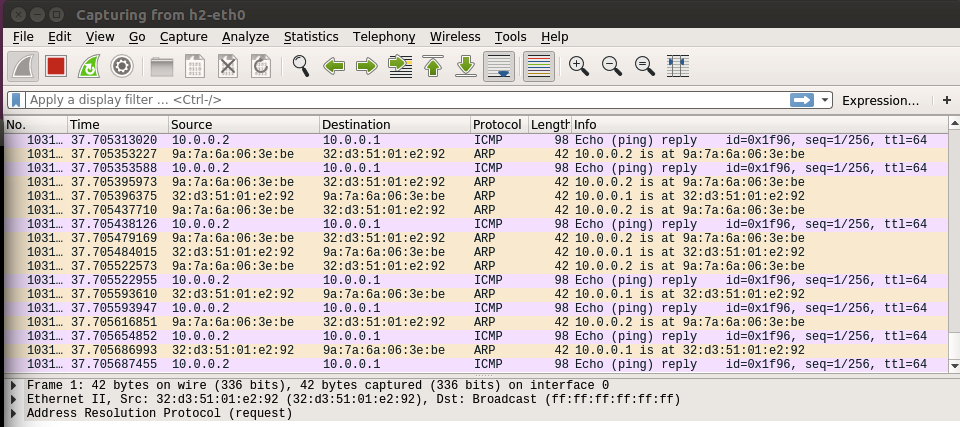 Capturing from h2-eth0
File Edit View Go Capture Analyze Statistics Telephony Wireless Tools Help
Apply a display filter ... <Ctrl-/> Expression... +
No. Time Source Destination Protocol Length Info
1031… 37.705313020 10.0.0.2 10.0.0.1 ICMP 98 Echo (ping) reply id=0x1f96, seq=1/256, ttl=64
1031… 37.705353227 9a:7a:6a:06:3e:be 32:d3:51:01:e2:92 ARP 42 10.0.0.2 is at 9a:7a:6a:06:3e:be
1031… 37.705353588 10.0.0.2 10.0.0.1 ICMP 98 Echo (ping) reply id=0x1f96, seq=1/256, ttl=64
1031… 37.705395973 9a:7a:6a:06:3e:be 32:d3:51:01:e2:92 ARP 42 10.0.0.2 is at 9a:7a:6a:06:3e:be
1031… 37.705396375 32:d3:51:01:e2:92 9a:7a:6a:06:3e:be ARP 42 10.0.0.1 is at 32:d3:51:01:e2:92
1031… 37.705437710 9a:7a:6a:06:3e:be 32:d3:51:01:e2:92 ARP 42 10.0.0.2 is at 9a:7a:6a:06:3e:be
1031… 37.705438126 10.0.0.2 10.0.0.1 ICMP 98 Echo (ping) reply id=0x1f96, seq=1/256, ttl=64
1031… 37.705479169 9a:7a:6a:06:3e:be 32:d3:51:01:e2:92 ARP 42 10.0.0.2 is at 9a:7a:6a:06:3e:be
1031… 37.705484015 32:d3:51:01:e2:92 9a:7a:6a:06:3e:be ARP 42 10.0.0.1 is at 32:d3:51:01:e2:92
1031… 37.705522573 9a:7a:6a:06:3e:be 32:d3:51:01:e2:92 ARP 42 10.0.0.2 is at 9a:7a:6a:06:3e:be
1031… 37.705522955 10.0.0.2 10.0.0.1 ICMP 98 Echo (ping) reply id=0x1f96, seq=1/256, ttl=64
1031… 37.705593610 32:d3:51:01:e2:92 9a:7a:6a:06:3e:be ARP 42 10.0.0.1 is at 32:d3:51:01:e2:92
1031… 37.705593947 10.0.0.2 10.0.0.1 ICMP 98 Echo (ping) reply id=0x1f96, seq=1/256, ttl=64
1031… 37.705616851 9a:7a:6a:06:3e:be 32:d3:51:01:e2:92 ARP 42 10.0.0.2 is at 9a:7a:6a:06:3e:be
1031… 37.705654852 10.0.0.2 10.0.0.1 ICMP 98 Echo (ping) reply id=0x1f96, seq=1/256, ttl=64
1031… 37.705686993 32:d3:51:01:e2:92 9a:7a:6a:06:3e:be ARP 42 10.0.0.1 is at 32:d3:51:01:e2:92
1031… 37.705687455 10.0.0.2 10.0.0.1 ICMP 98 Echo (ping) reply id=0x1f96, seq=1/256, ttl=64
Frame 1: 42 bytes on wire (336 bits), 42 bytes captured (336 bits) on interface 0
Ethernet II, Src: 32:d3:51:01:e2:92 (32:d3:51:01:e2:92), Dst: Broadcast (ff:ff:ff:ff:ff:ff)
Address Resolution Protocol (request)